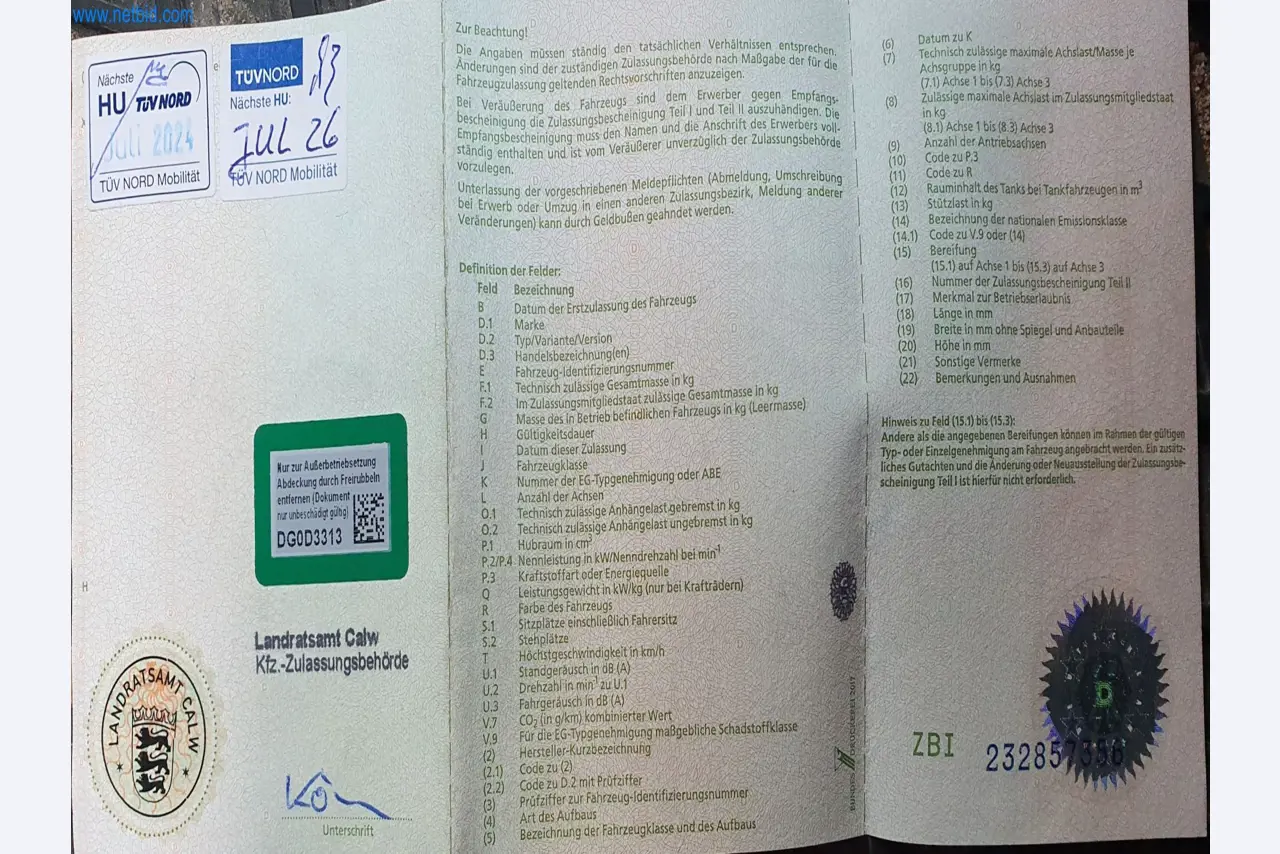 www.netbid.com
Nächste
HU TÜV NORD
Juli 2024
TÜV NORD Mobilität
TÜVNORD
Nächste HU:
JUL 26
TÜV NORD Mobilität
Nur zur Außerbetriebsetzung
Abdeckung durch Freirubbeln
entfernen (Dokument
nur unbeschädigt gültig)
DG0D3313
H
Landratsamt Calw
Kfz.-Zulassungsbehörde
LANDRATSAMT CALW
Unterschrift
Zur Beachtung!
Die Angaben müssen ständig den tatsächlichen Verhältnissen entsprechen.
Änderungen sind der zuständigen Zulassungsbehörde nach Maßgabe der für die
Fahrzeugzulassung geltenden Rechtsvorschriften anzuzeigen.
Bei Veräußerung des Fahrzeugs sind dem Erwerber gegen Empfangs-
bescheinigung die Zulassungsbescheinigung Teil I und Teil II auszuhändigen. Die
Empfangsbescheinigung muss den Namen und die Anschrift des Erwerbers voll-
ständig enthalten und ist vom Veräußerer unverzüglich der Zulassungsbehörde
vorzulegen.
Unterlassung der vorgeschriebenen Meldepflichten (Abmeldung, Umschreibung
bei Erwerb oder Umzug in einen anderen Zulassungsbezirk, Meldung anderer
Veränderungen) kann durch Geldbußen geahndet werden.
Definition der Felder:
Feld Bezeichnung
B Datum der Erstzulassung des Fahrzeugs
D.1 Marke
D.2 Typ/Variante/Version
D.3 Handelsbezeichnung(en)
E Fahrzeug-Identifizierungsnummer
F.1 Technisch zulässige Gesamtmasse in kg
F.2 Im Zulassungsmitgliedstaat zulässige Gesamtmasse in kg
G Masse des in Betrieb befindlichen Fahrzeugs in kg (Leermasse)
H Gültigkeitsdauer
I Datum dieser Zulassung
J Fahrzeugklasse
K Nummer der EG-Typgenehmigung oder ABE
L Anzahl der Achsen
O.1 Technisch zulässige Anhängelast gebremst in kg
O.2 Technisch zulässige Anhängelast ungebremst in kg
P.1 Hubraum in cm³
P.2/P.4 Nennleistung in kW/Nenndrehzahl bei min⁻¹
P.3 Kraftstoffart oder Energiequelle
Q Leistungsgewicht in kW/kg (nur bei Krafträdern)
R Farbe des Fahrzeugs
S.1 Sitzplätze einschließlich Fahrersitz
S.2 Stehplätze
T Höchstgeschwindigkeit in km/h
U.1 Standgeräusch in dB (A)
U.2 Drehzahl in min⁻¹ zu U.1
U.3 Fahrgeräusch in dB (A)
V.7 CO₂ (in g/km) kombinierter Wert
V.9 Für die EG-Typgenehmigung maßgebliche Schadstoffklasse
(2) Hersteller-Kurzbezeichnung
(2.1) Code zu (2)
(2.2) Code zu D.2 mit Prüfziffer
(3) Prüfziffer zur Fahrzeug-Identifizierungsnummer
(4) Art des Aufbaus
(5) Bezeichnung der Fahrzeugklasse und des Aufbaus
(6) Datum zu K
(7) Technisch zulässige maximale Achslast/Masse je
Achsgruppe in kg
(7.1) Achse 1 bis (7.3) Achse 3
(8) Zulässige maximale Achslast im Zulassungsmitgliedstaat
in kg
(8.1) Achse 1 bis (8.3) Achse 3
(9) Anzahl der Antriebsachsen
(10) Code zu P.3
(11) Code zu R
(12) Rauminhalt des Tanks bei Tankfahrzeugen in m³
(13) Stützlast in kg
(14) Bezeichnung der nationalen Emissionsklasse
(14.1) Code zu V.9 oder (14)
(15) Bereifung
(15.1) auf Achse 1 bis (15.3) auf Achse 3
(16) Nummer der Zulassungsbescheinigung Teil II
(17) Merkmal zur Betriebserlaubnis
(18) Länge in mm
(19) Breite in mm ohne Spiegel und Anbauteile
(20) Höhe in mm
(21) Sonstige Vermerke
(22) Bemerkungen und Ausnahmen
Hinweis zu Feld (15.1) bis (15.3):
Andere als die angegebenen Bereifungen können im Rahmen der gültigen
Typ- oder Einzelgenehmigung am Fahrzeug angebracht werden. Ein zusätz-
liches Gutachten und die Änderung oder Neuausstellung der Zulassungsbe-
scheinigung Teil I ist hierfür nicht erforderlich.
BUNDESDRUCKEREI 2017
D
ZBI 232857356